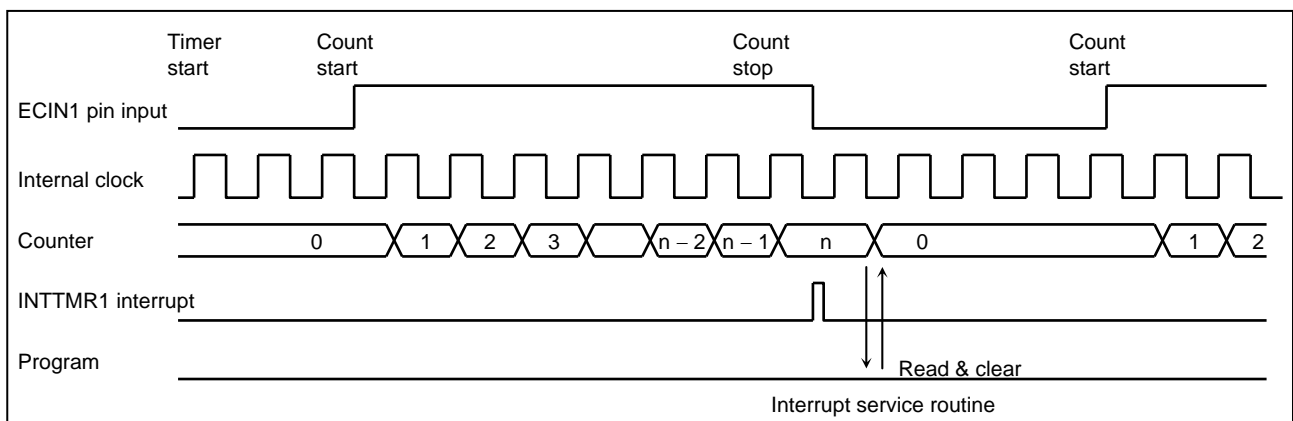 Timer start
Count start
Count stop
Count start
ECIN1 pin input
Internal clock
Counter 0 1 2 3 n – 2 n – 1 n 0 1 2
INTTMR1 interrupt
Program
Read & clear
Interrupt service routine